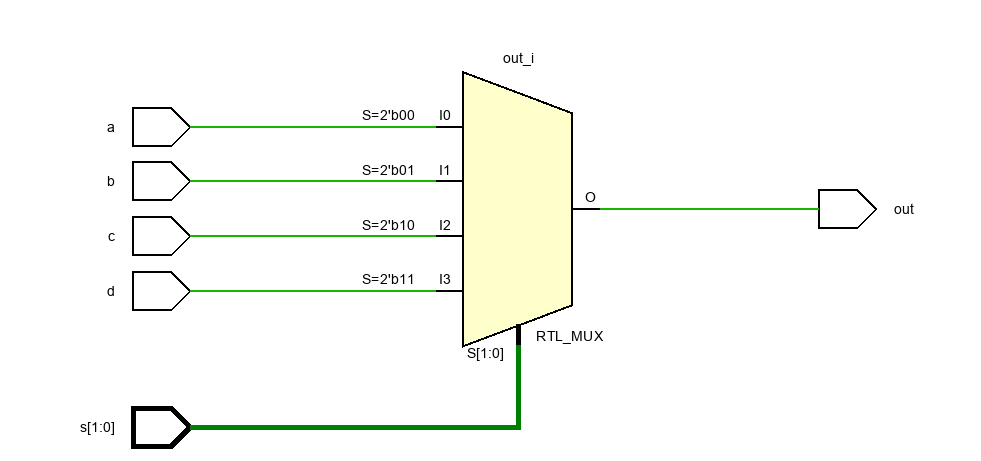 out_i
a
S=2'b00 I0
b
S=2'b01 I1
O
out
c
S=2'b10 I2
d
S=2'b11 I3
RTL_MUX
S[1:0]
s[1:0]